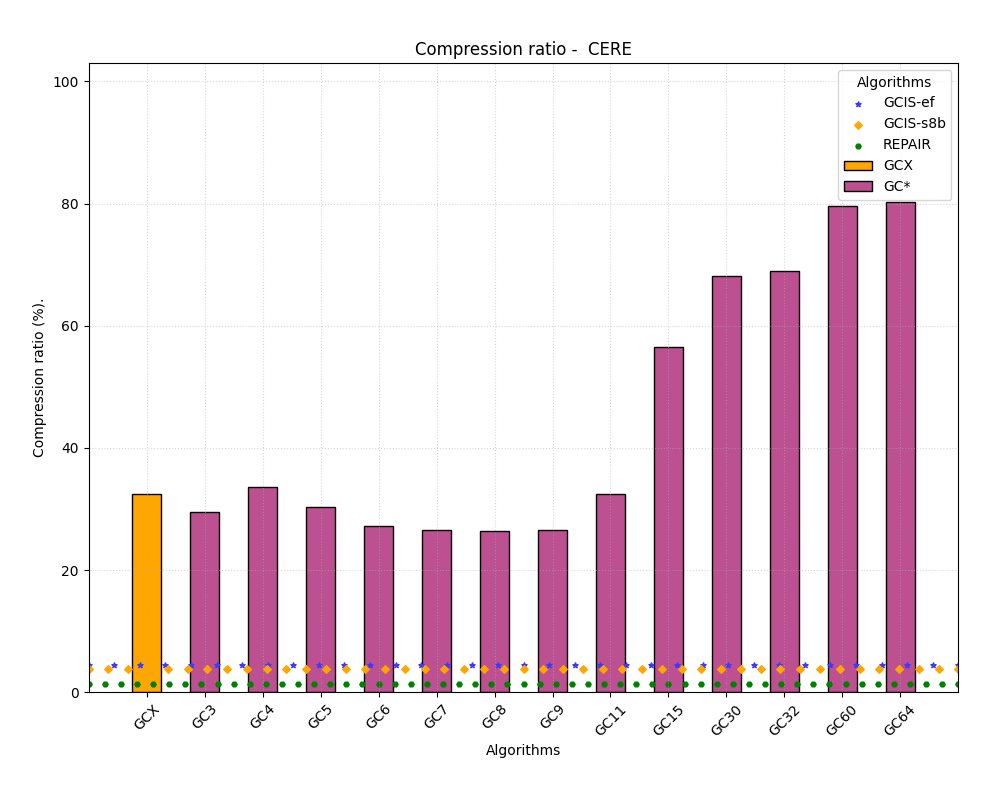 Compression ratio -  CERE
Algorithms
GCIS-ef
GCIS-s8b
REPAIR
GCX
GC*
100
80
60
40
20
0
Compression ratio (%).
GCX
GC3
GC4
GC5
GC6
GC7
GC8
GC9
GC11
GC15
GC30
GC32
GC60
GC64
Algorithms